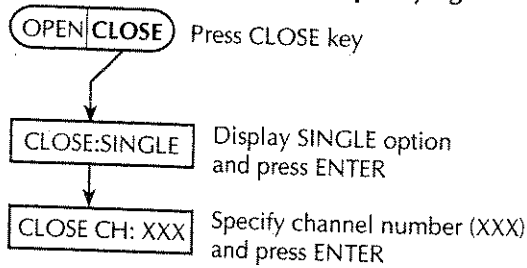 OPEN CLOSE Press CLOSE key
CLOSE:SINGLE Display SINGLE option
and press ENTER
CLOSE CH: XXX Specify channel number (XXX)
and press ENTER